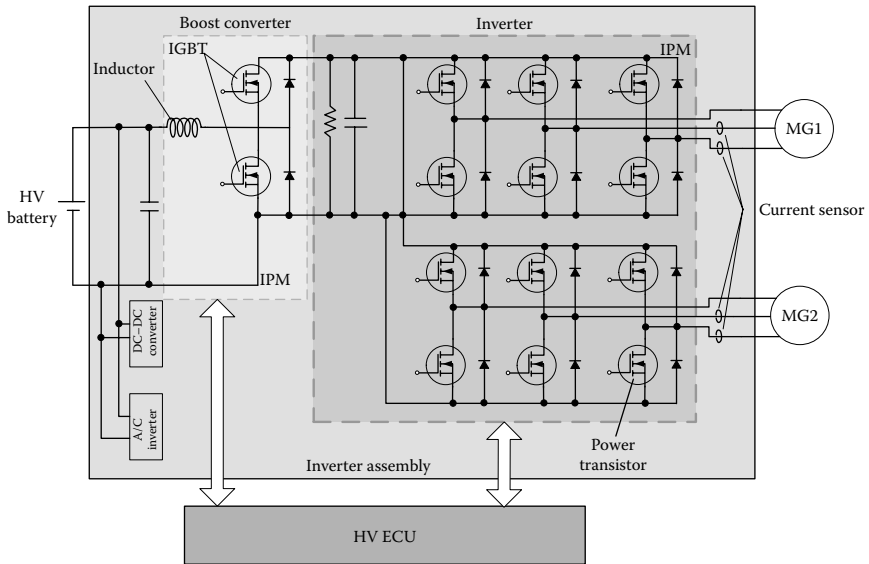 Boost converter
Inverter
IGBT
IPM
Inductor
MG1
HV
battery
Current sensor
IPM
DC–DC
converter
MG2
A/C
inverter
Power
transistor
Inverter assembly
HV ECU